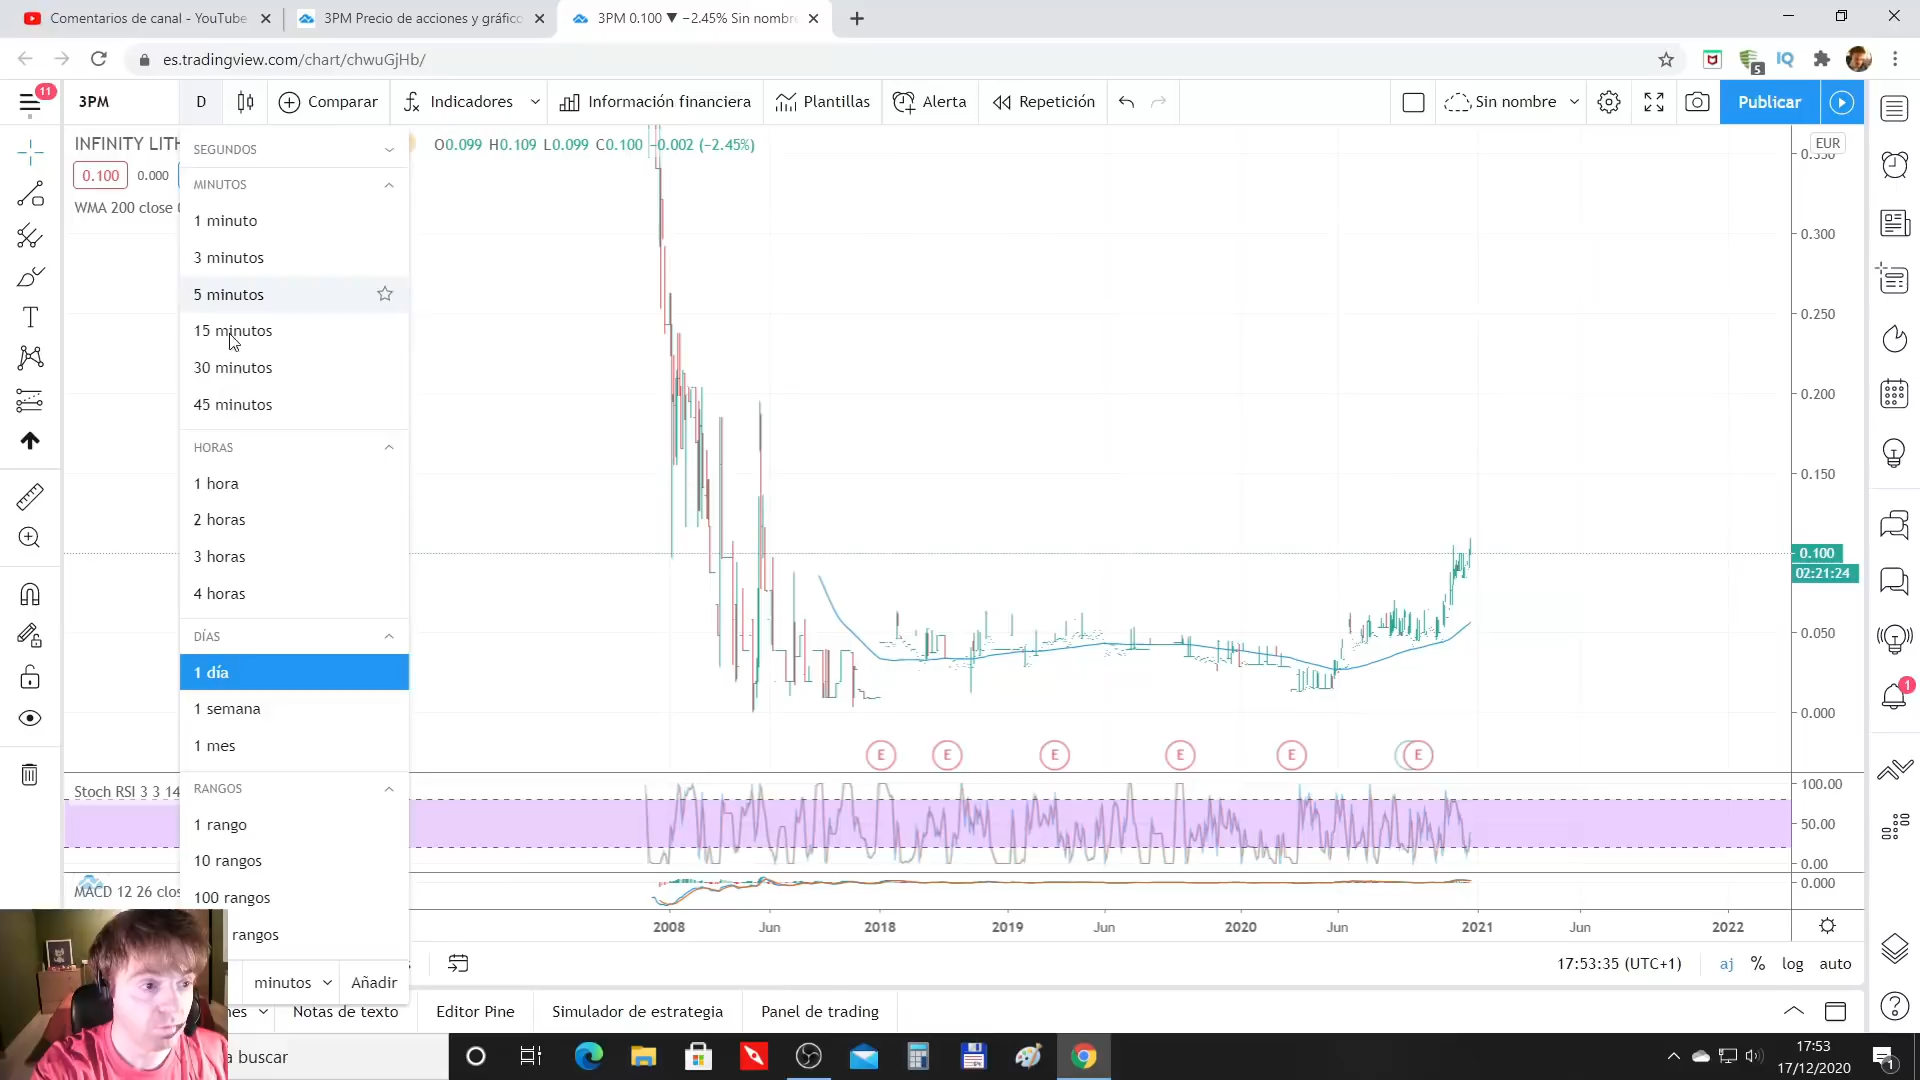 Comentarios de canal - YouTube
3PM Precio de acciones y gráfico
3PM 0.100 ▼ −2.45% Sin nombre
es.tradingview.com/chart/chwuGjHb/
5
IQ
11
3PM
D
Comparar
Indicadores
Información financiera
Plantillas
Alerta
Repetición
Sin nombre
Publicar
INFINITY LITH
O0.099 H0.109 L0.099 C0.100 −0.002 (−2.45%)
EUR
0.100
0.000
WMA 200 close
SEGUNDOS
MINUTOS
1 minuto
3 minutos
5 minutos
15 minutos
30 minutos
45 minutos
HORAS
1 hora
2 horas
3 horas
4 horas
DÍAS
1 día
1 semana
1 mes
RANGOS
1 rango
10 rangos
100 rangos
rangos
minutos
Añadir
0.350
0.300
0.250
0.200
0.150
0.100
02:21:24
0.050
0.000
E
E
E
E
E
E
Stoch RSI 3 3 14
100.00
50.00
0.00
MACD 12 26 clos
0.000
2008
Jun
2018
2019
Jun
2020
Jun
2021
Jun
2022
17:53:35 (UTC+1)
aj
%
log
auto
nes
Notas de texto
Editor Pine
Simulador de estrategia
Panel de trading
1
a buscar
17:53
17/12/2020
1